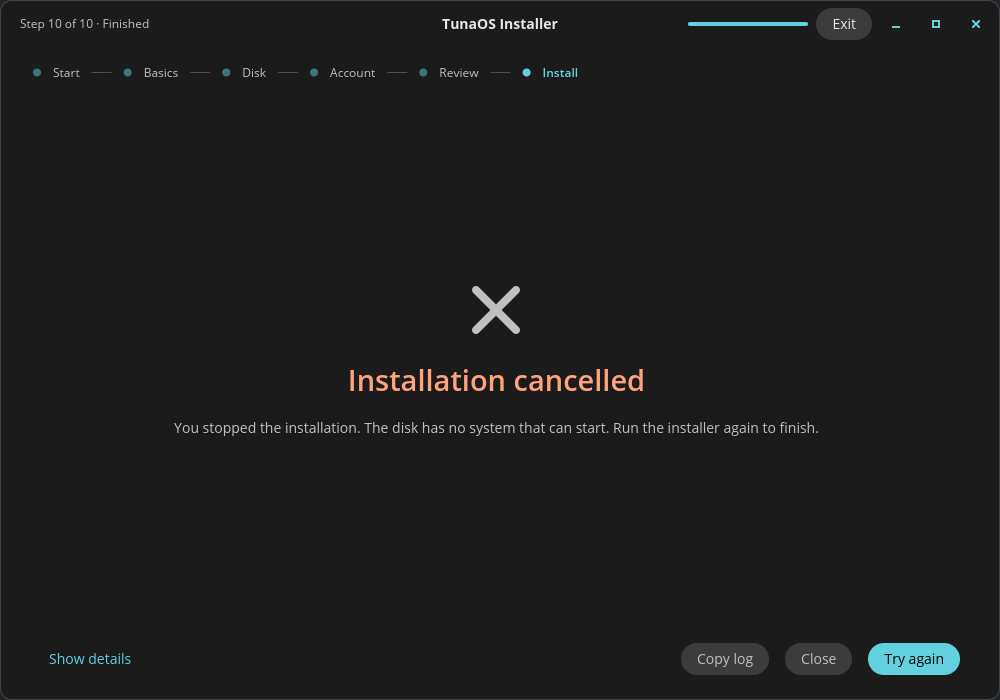 Step 10 of 10 · Finished
TunaOS Installer
Exit
Start
Basics
Disk
Account
Review
Install
Installation cancelled
You stopped the installation. The disk has no system that can start. Run the installer again to finish.
Show details
Copy log
Close
Try again